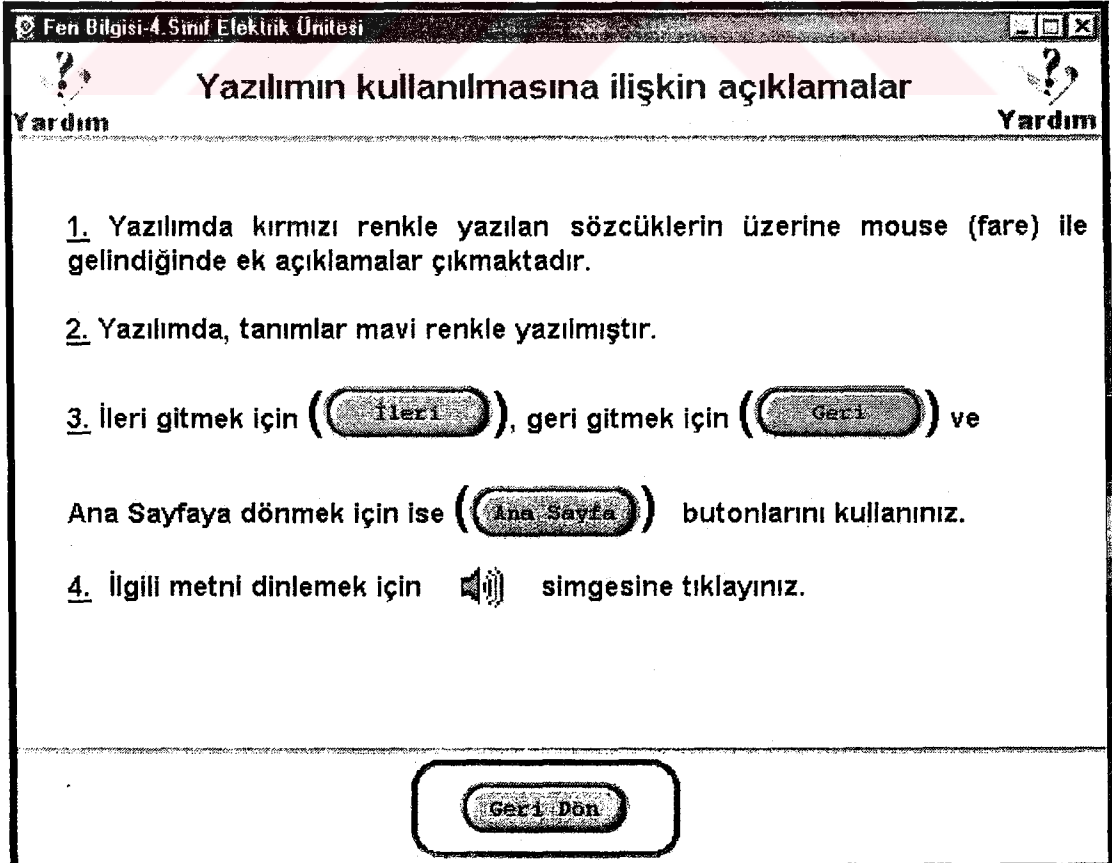 Fen Bilgisi-4.Sınıf Elektrik Ünitesi
Yardım
Yazılımın kullanılmasına ilişkin açıklamalar
Yardım
1. Yazılımda kırmızı renkle yazılan sözcüklerin üzerine mouse (fare) ile
gelindiğinde ek açıklamalar çıkmaktadır.
2. Yazılımda, tanımlar mavi renkle yazılmıştır.
3. İleri gitmek için ( İleri ), geri gitmek için ( Geri ) ve
Ana Sayfaya dönmek için ise ( Ana Sayfa ) butonlarını kullanınız.
4. İlgili metni dinlemek için simgesine tıklayınız.
Geri Dön